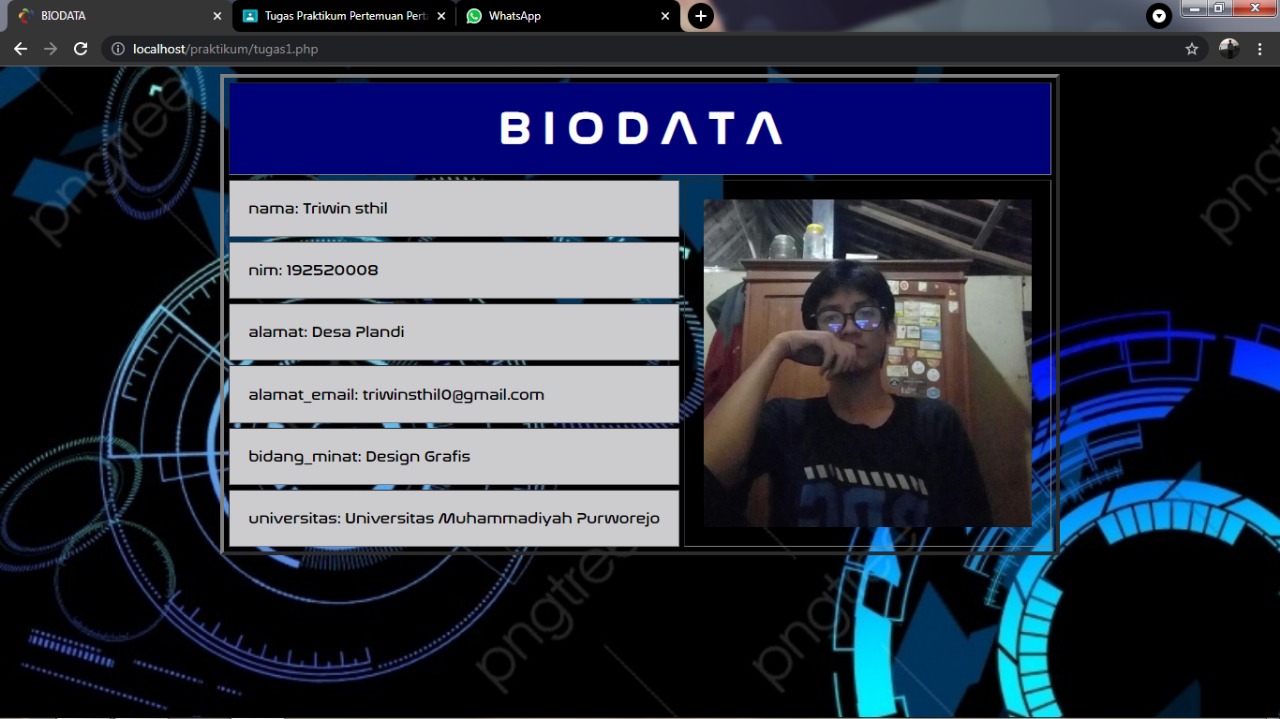 BIODATA
Tugas Praktikum Pertemuan Perta
WhatsApp
localhost/praktikum/tugas1.php
BIODATA
nama: Triwin sthil
nim: 192520008
alamat: Desa Plandi
alamat_email: triwinsthil0@gmail.com
bidang_minat: Design Grafis
universitas: Universitas Muhammadiyah Purworejo
pngtree
pngtree
pngtree
pngtree